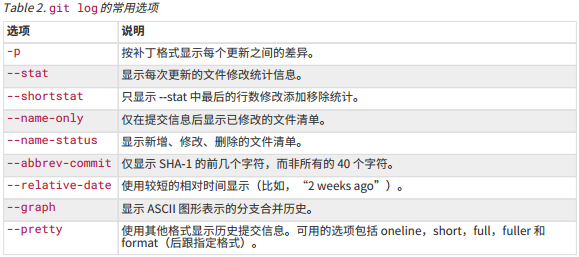 Table 2. git log 的常用选项
选项 说明
-p 按补丁格式显示每个更新之间的差异。
--stat 显示每次更新的文件修改统计信息。
--shortstat 只显示 --stat 中最后的行数修改添加移除统计。
--name-only 仅在提交信息后显示已修改的文件清单。
--name-status 显示新增、修改、删除的文件清单。
--abbrev-commit 仅显示 SHA-1 的前几个字符，而非所有的 40 个字符。
--relative-date 使用较短的相对时间显示（比如，“2 weeks ago”）。
--graph 显示 ASCII 图形表示的分支合并历史。
--pretty 使用其他格式显示历史提交信息。可用的选项包括 oneline，short，full，fuller 和
format（后跟指定格式）。